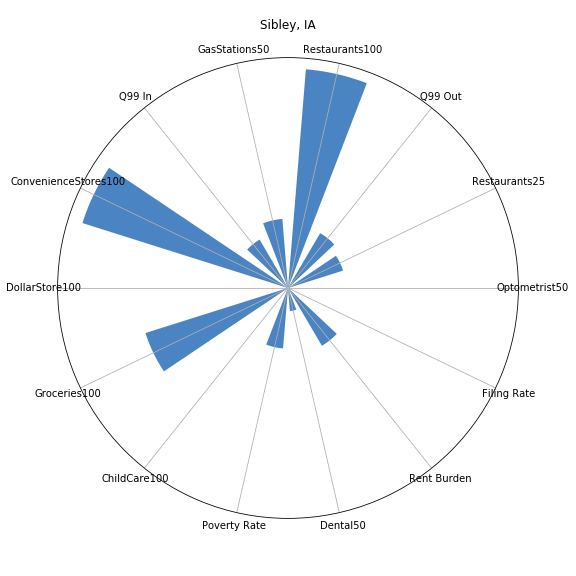 Sibley, IA
GasStations50
Restaurants100
Q99 In
Q99 Out
ConvenienceStores100
Restaurants25
DollarStore100
Optometrist50
Groceries100
Filing Rate
ChildCare100
Rent Burden
Poverty Rate
Dental50